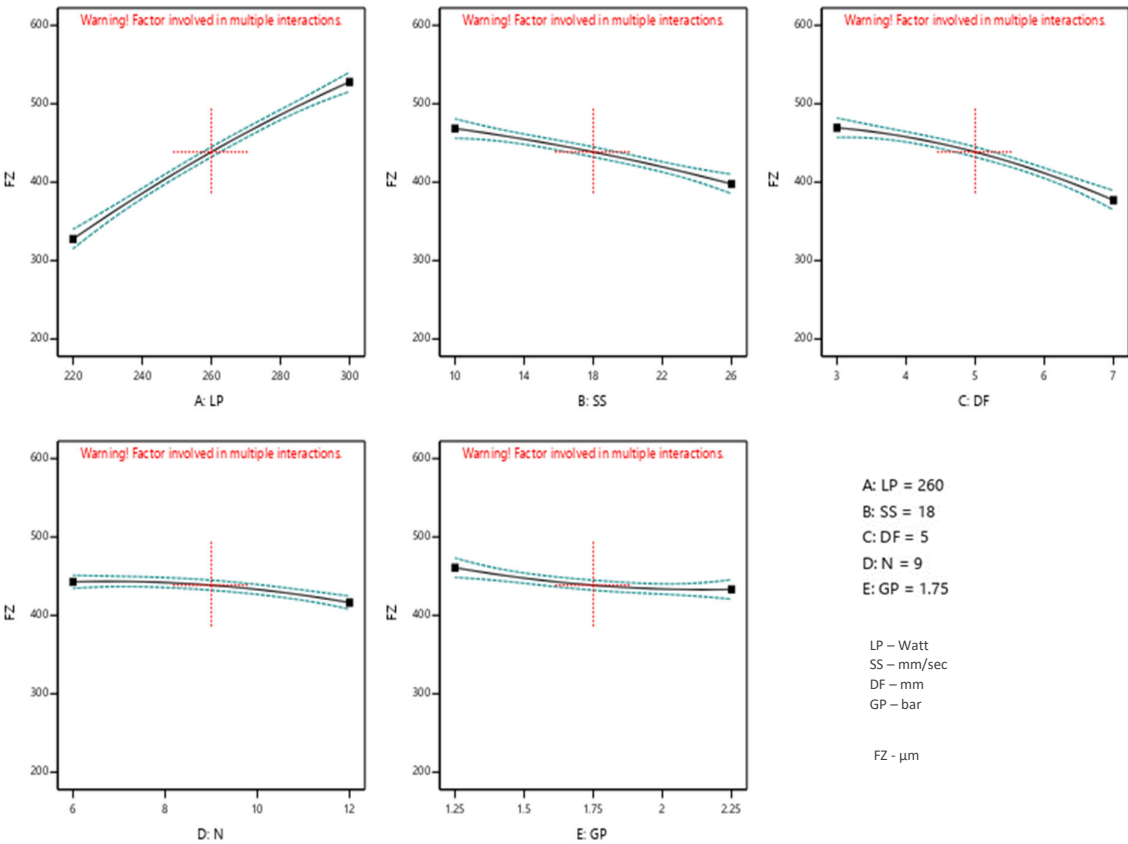 Warning! Factor involved in multiple interactions.
600
500
400
300
200
FZ
220 240 260 280 300
A: LP
Warning! Factor involved in multiple interactions.
600
500
400
300
200
FZ
10 14 18 22 26
B: SS
Warning! Factor involved in multiple interactions.
600
500
400
300
200
FZ
3 4 5 6 7
C: DF
Warning! Factor involved in multiple interactions.
600
500
400
300
200
FZ
6 8 10 12
D: N
Warning! Factor involved in multiple interactions.
600
500
400
300
200
FZ
1.25 1.5 1.75 2 2.25
E: GP
A: LP = 260
B: SS = 18
C: DF = 5
D: N = 9
E: GP = 1.75
LP – Watt
SS – mm/sec
DF – mm
GP – bar
FZ - µm